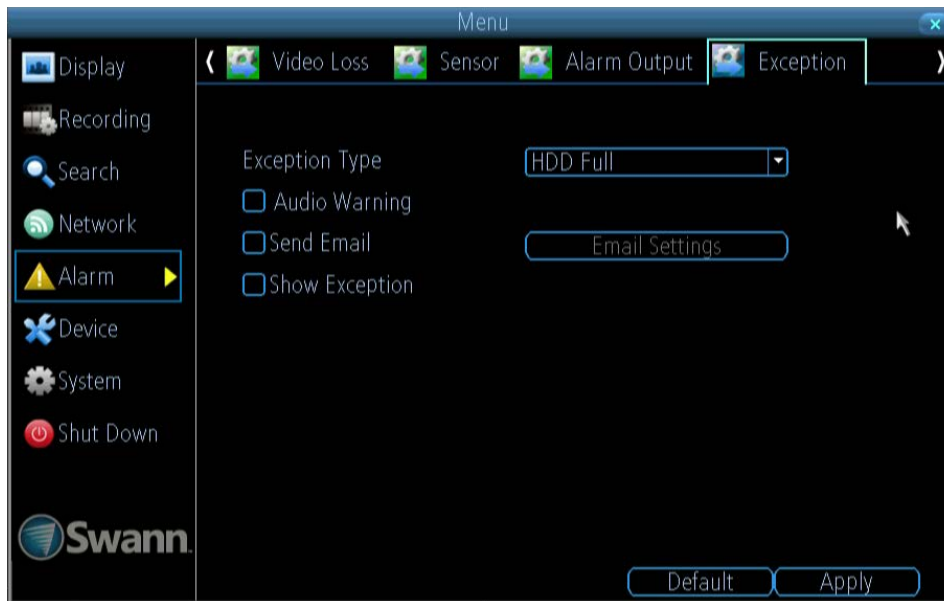 Menu
Display
Recording
Search
Network
Alarm
Device
System
Shut Down
Swann
Video Loss Sensor Alarm Output Exception
Exception Type HDD Full
Audio Warning
Send Email Email Settings
Show Exception
Default Apply